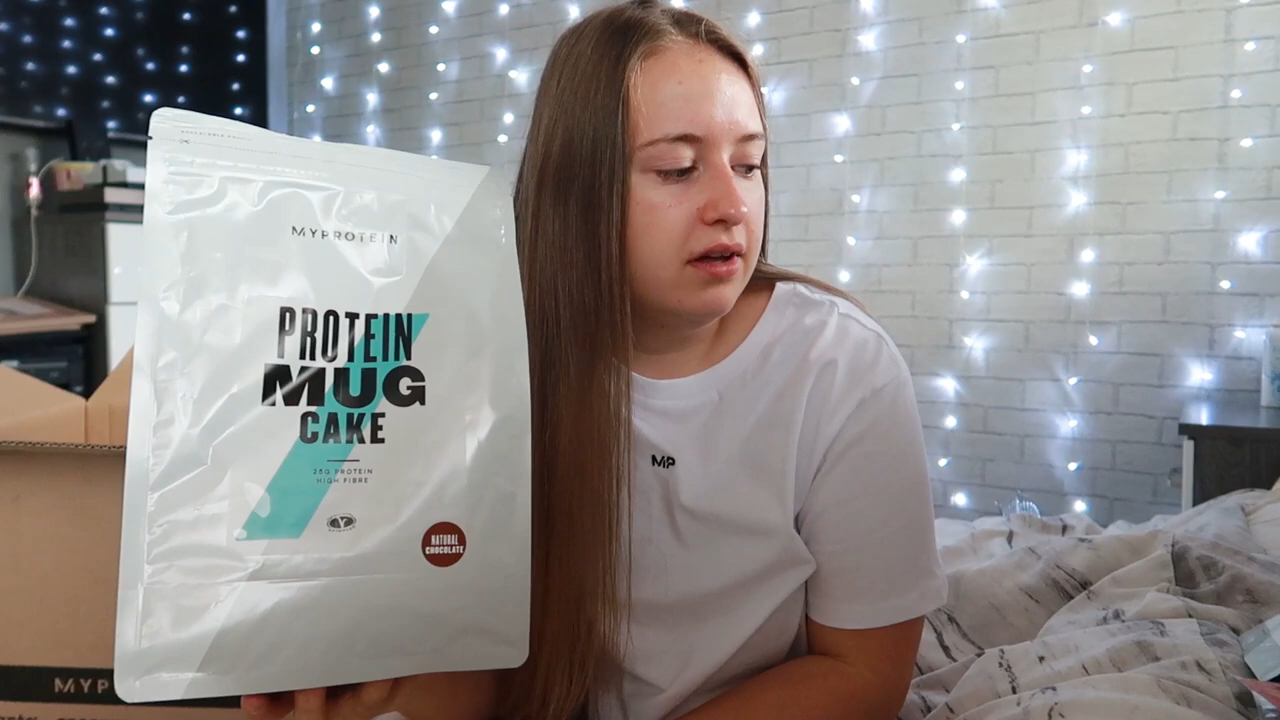 MYPROTEIN
PROTEIN
MUG
CAKE
25G PROTEIN
HIGH FIBRE
NATURAL
CHOCOLATE
MP
MYP